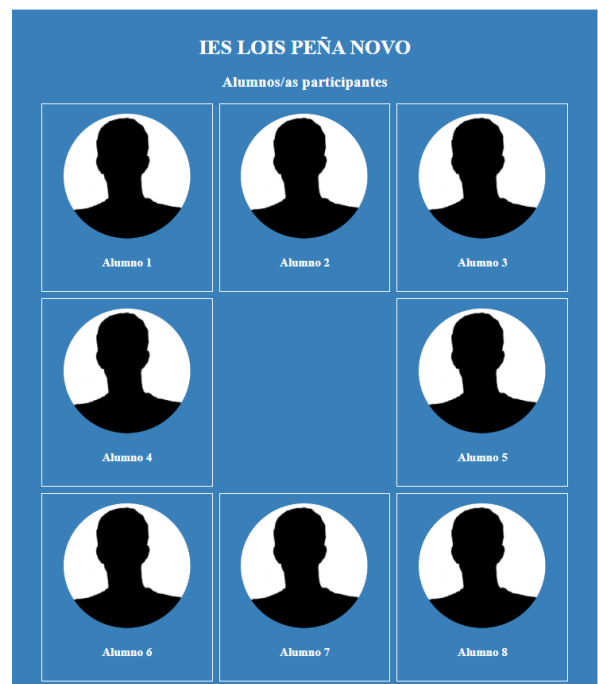 IES LOIS PEÑA NOVO
Alumnos/as participantes
Alumno 1
Alumno 2
Alumno 3
Alumno 4
Alumno 5
Alumno 6
Alumno 7
Alumno 8